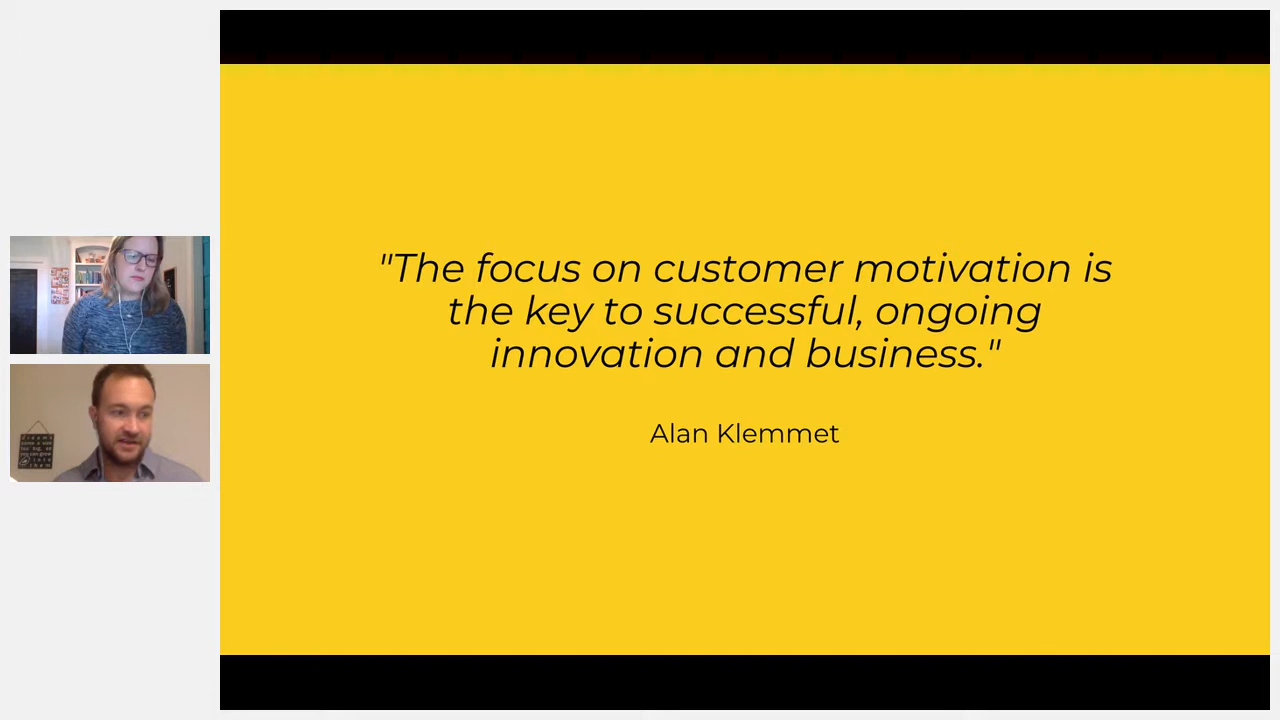 "The focus on customer motivation is
the key to successful, ongoing
innovation and business."
Alan Klemmet